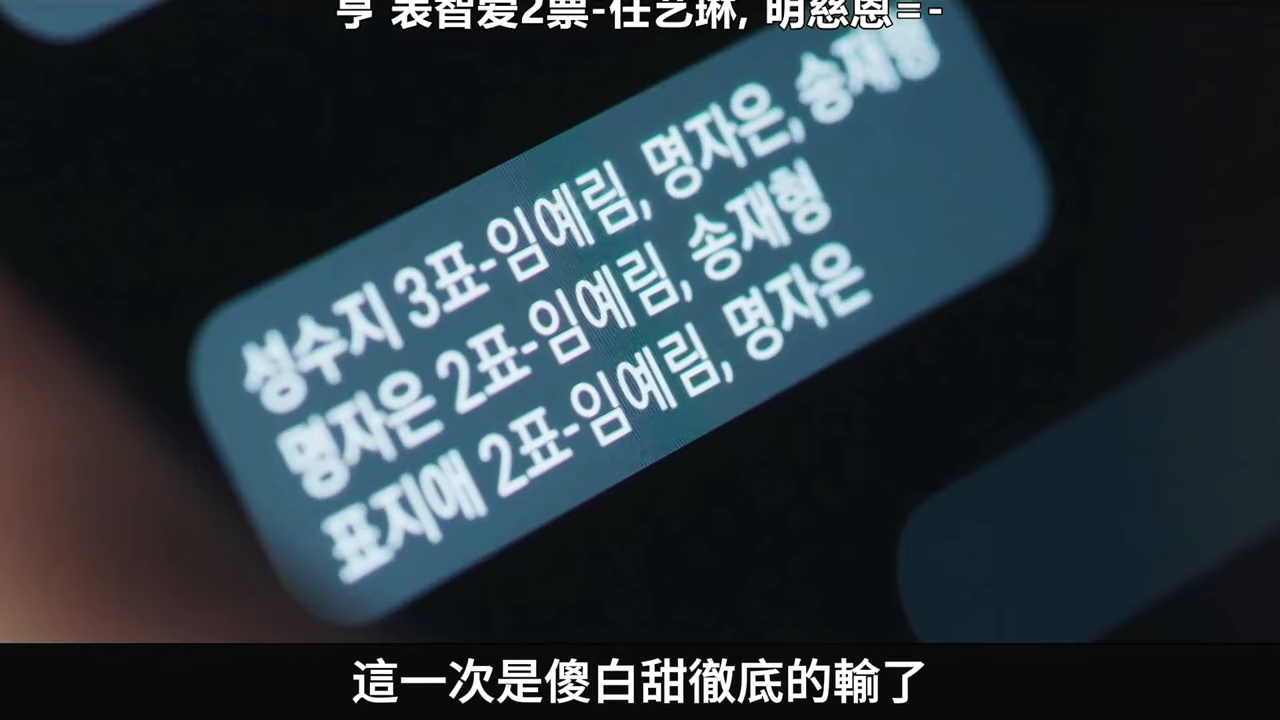 亨 表智爱2票-任艺琳, 明慈恩=-
성수지 3표-임예림, 명자은, 송재형
명자은 2표-임예림, 송재형
표지애 2표-임예림, 명자은
這一次是傻白甜徹底的輸了